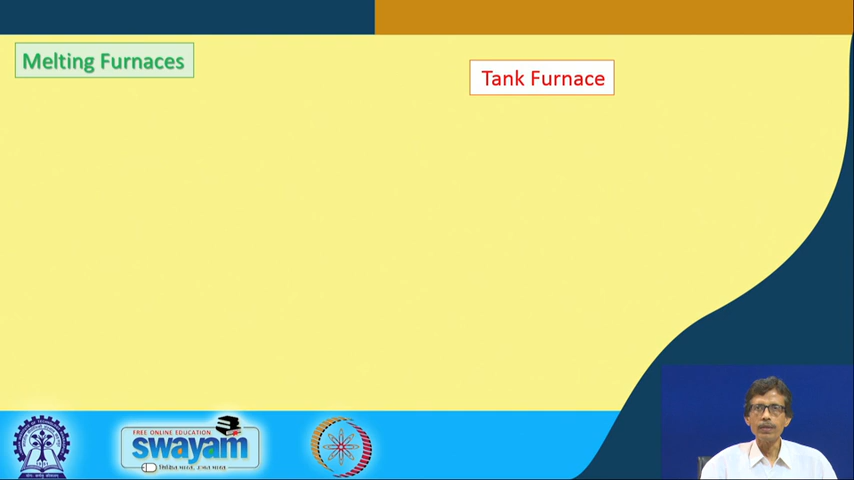 Melting Furnaces
Tank Furnace
FREE ONLINE EDUCATION
swayam